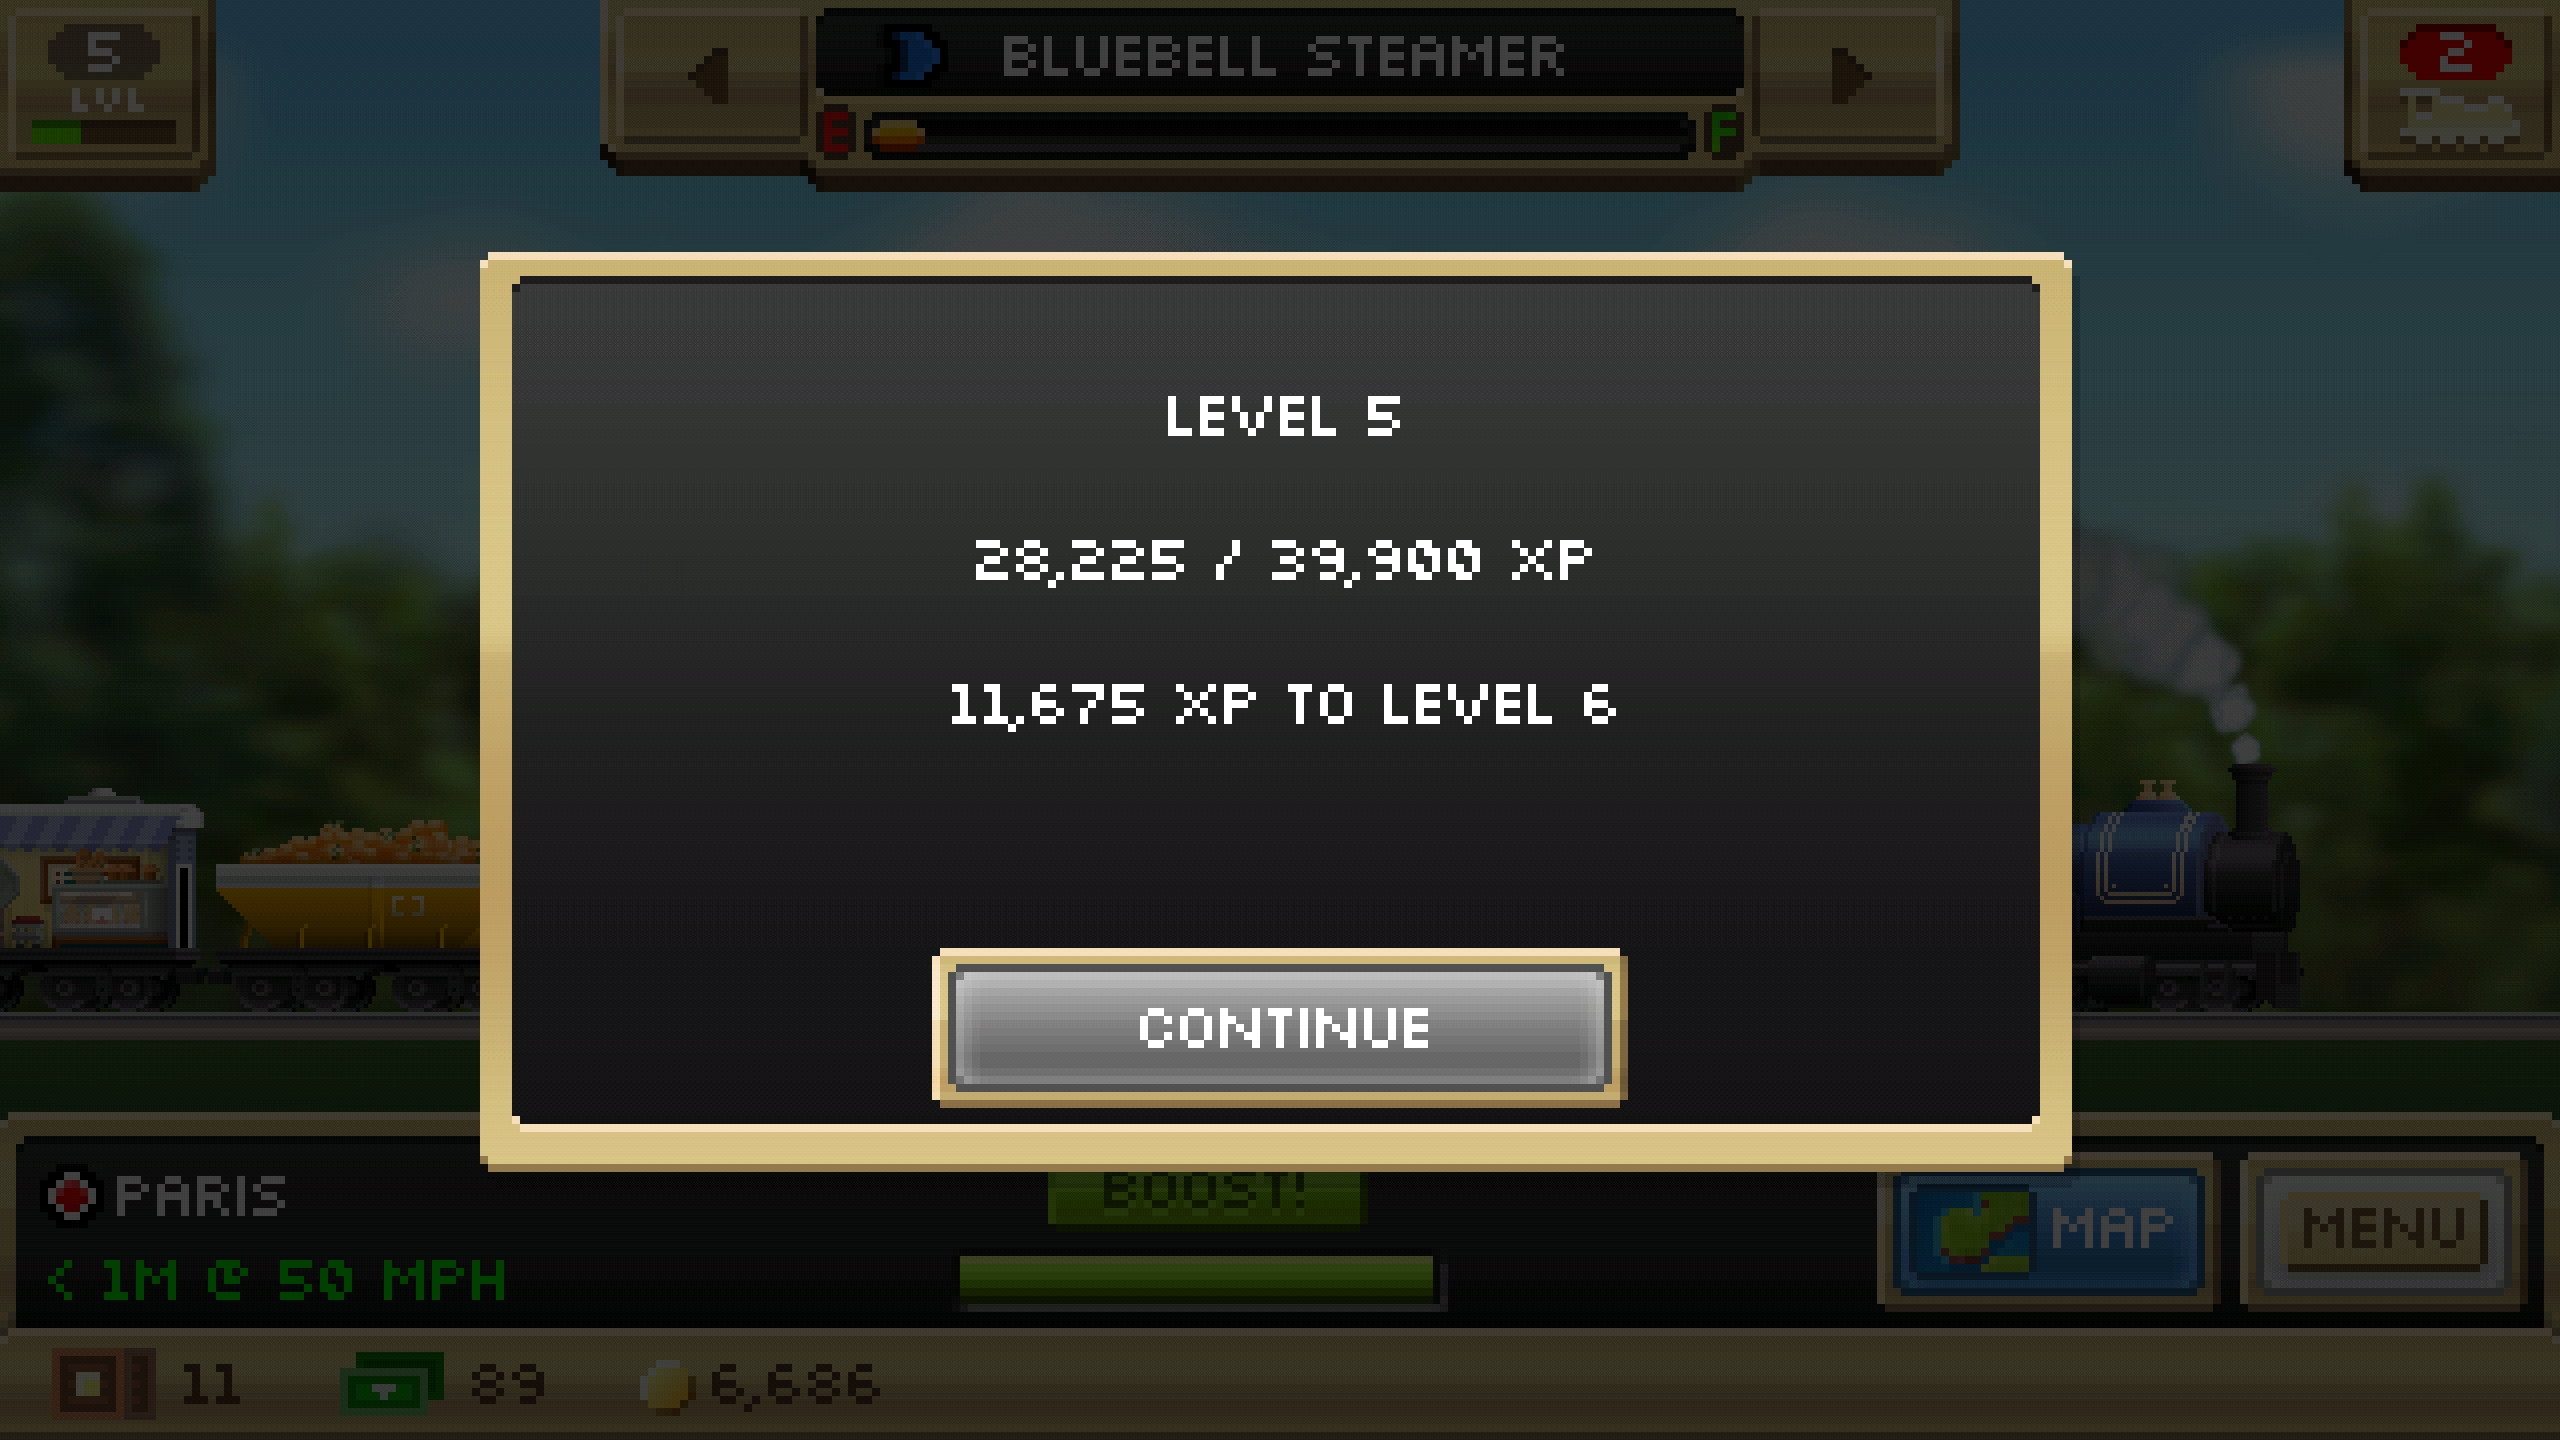 5
LVL
BLUEBELL STEAMER
E
F
2
LEVEL 5
28,225 / 39,900 XP
11,675 XP TO LEVEL 6
CONTINUE
PARIS
< 1M @ 50 MPH
BOOST!
MAP
MENU
11
89
6,686